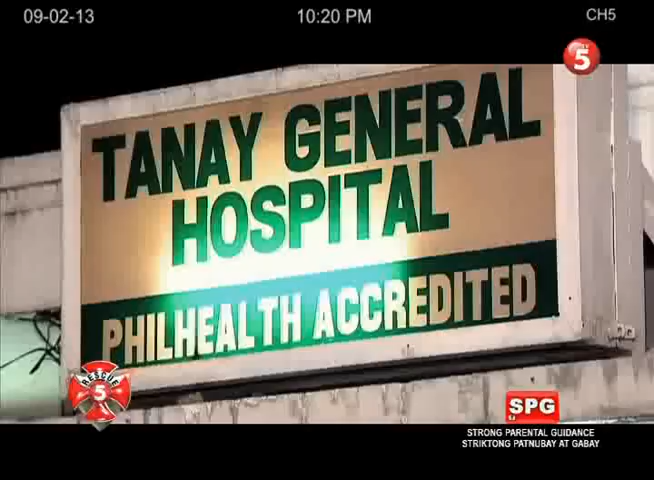 09-02-13 10:20 PM CH5
5
TANAY GENERAL
HOSPITAL
PHILHEALTH ACCREDITED
RESCUE
5
SPG
STRONG PARENTAL GUIDANCE
STRIKTONG PATNUBAY AT GABAY